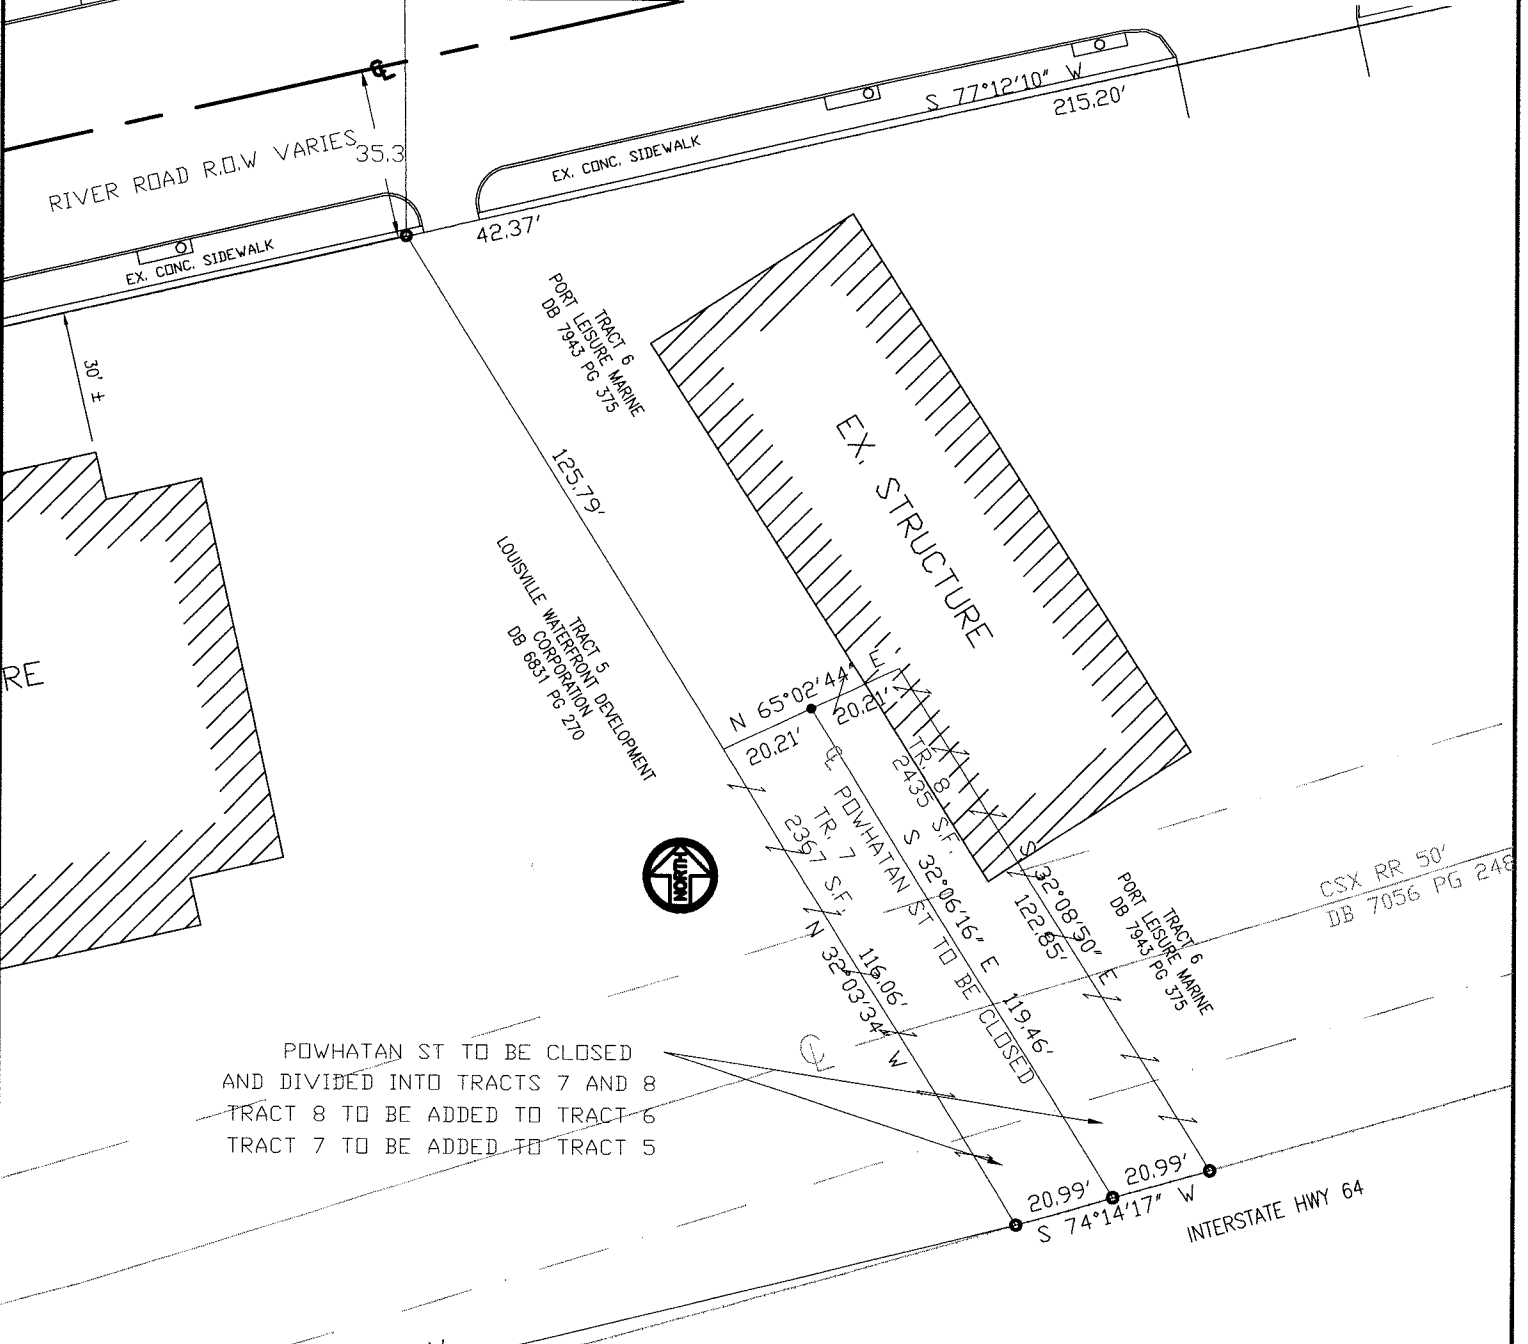 ℄
S 77°12'10" W
215.20'
RIVER ROAD R.O.W VARIES
35.3
EX. CONC. SIDEWALK
42.37'
EX. CONC. SIDEWALK
30' ±
TRACT 6
PORT LEISURE MARINE
DB 7943 PG 375
125.79'
EX. STRUCTURE
TRACT 5
LOUISVILLE WATERFRONT DEVELOPMENT
CORPORATION
DB 6831 PG 270
RE
N 65°02'44" E
20.21'
20.21'
℄ POWHATAN ST TO BE CLOSED
TR. 7
2367 S.F.
TR. 8
2435 S.F.
S 32°06'16" E
119.46'
S 32°08'50" E
122.85'
N 32°03'34" W
116.06'
NORTH
TRACT 6
PORT LEISURE MARINE
DB 7943 PG 375
CSX RR 50'
DB 7056 PG 248
℄
POWHATAN ST TO BE CLOSED
AND DIVIDED INTO TRACTS 7 AND 8
TRACT 8 TO BE ADDED TO TRACT 6
TRACT 7 TO BE ADDED TO TRACT 5
20.99'
20.99'
S 74°14'17" W
INTERSTATE HWY 64